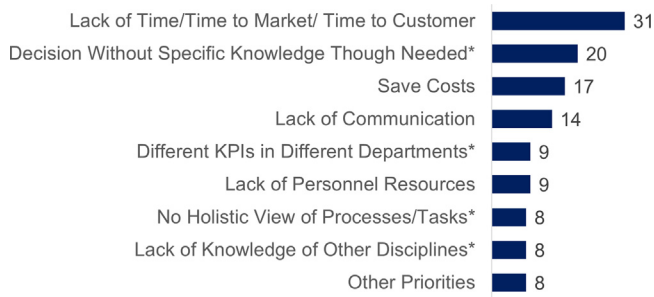 Lack of Time/Time to Market/ Time to Customer 31
Decision Without Specific Knowledge Though Needed* 20
Save Costs 17
Lack of Communication 14
Different KPIs in Different Departments* 9
Lack of Personnel Resources 9
No Holistic View of Processes/Tasks* 8
Lack of Knowledge of Other Disciplines* 8
Other Priorities 8